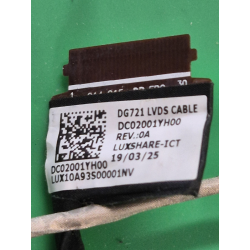 DG721 LVDS CABLE
DC02001YH00
REV.:0A
LUXSHARE-ICT
19/03/25
DC02001YH00
LUX10A93S00001NV